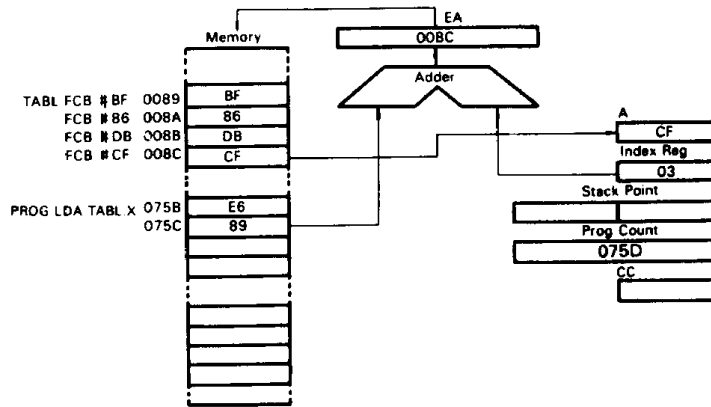 EA
Memory
00BC
Adder
TABL FCB #BF 0089 BF
FCB #86 008A 86
FCB #DB 008B DB
FCB #CF 008C CF
A
CF
Index Reg
03
Stack Point
PROG LDA TABL.X 075B E6
075C 89
Prog Count
075D
CC